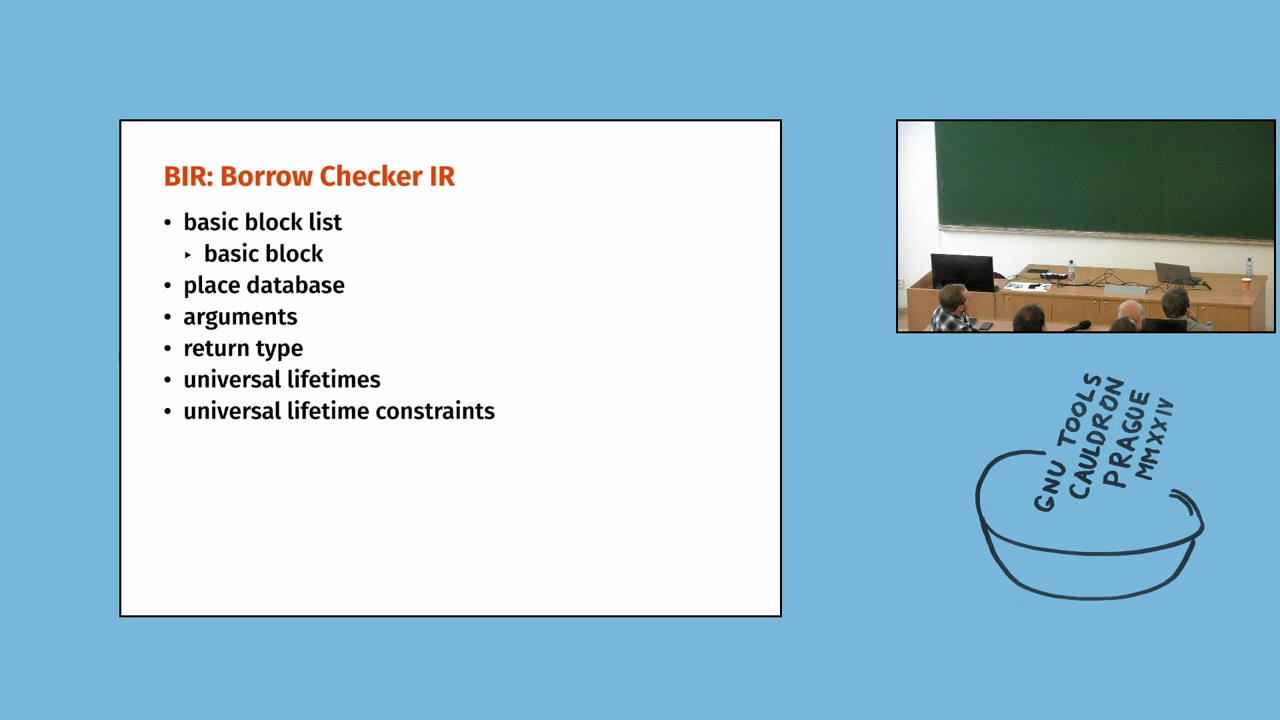 BIR: Borrow Checker IR
• basic block list
‣ basic block
• place database
• arguments
• return type
• universal lifetimes
• universal lifetime constraints
GNU TOOLS
CAULDRON
PRAGUE
MMXXIV